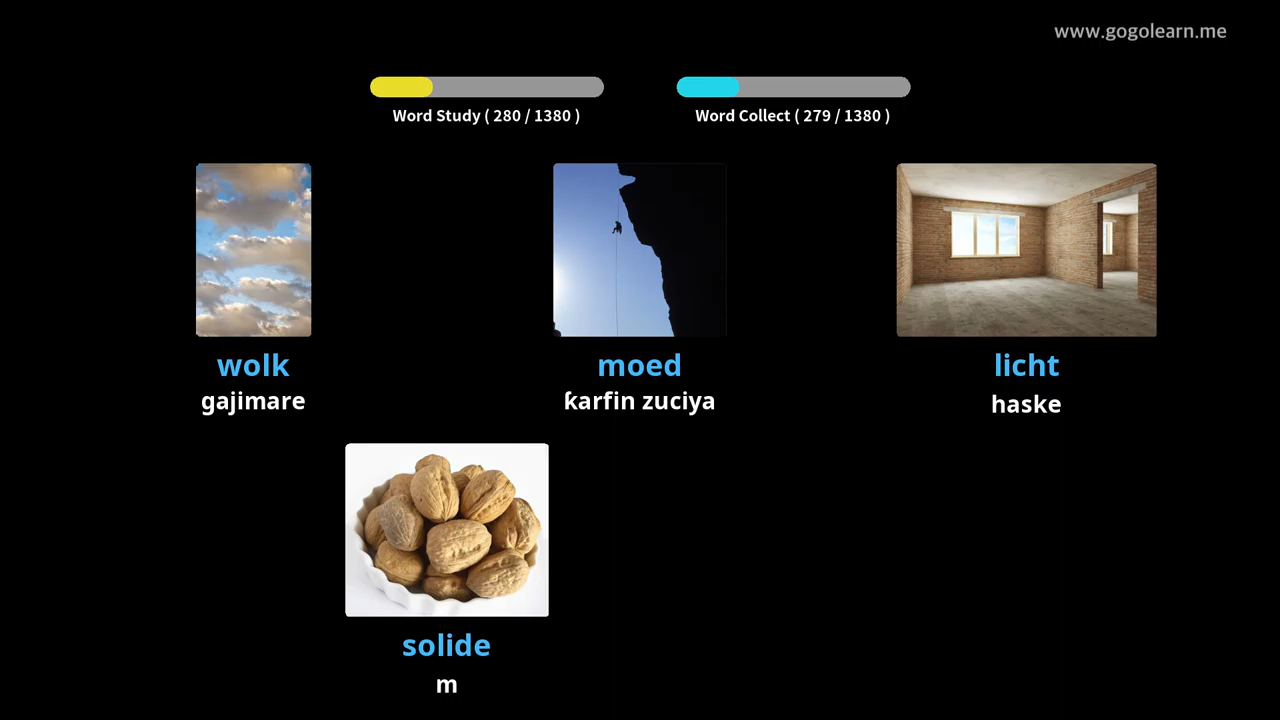 www.gogolearn.me
Word Study ( 280 / 1380 )
Word Collect ( 279 / 1380 )
wolk
gajimare
moed
ƙarfin zuciya
licht
haske
solide
m